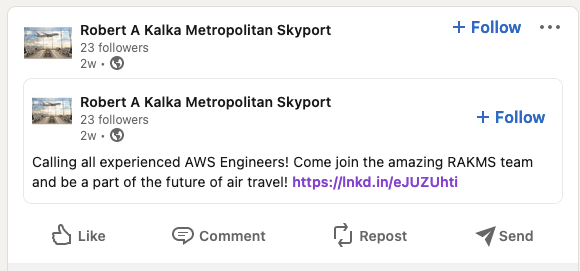 Robert A Kalka Metropolitan Skyport
+ Follow
23 followers
2w •
Robert A Kalka Metropolitan Skyport
23 followers
+ Follow
2w •
Calling all experienced AWS Engineers! Come join the amazing RAKMS team
and be a part of the future of air travel! https://lnkd.in/eJUZUhti
Like
Comment
Repost
Send